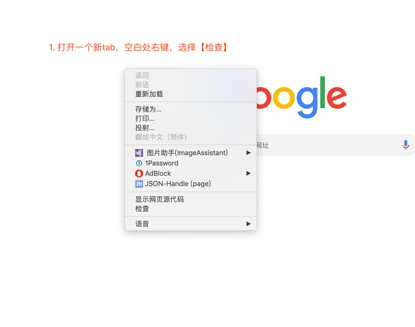 1. 打开一个新tab，空白处右键，选择【检查】
返回
前进
重新加载
存储为...
打印...
投射...
翻成中文（简体）
图片助手(ImageAssistant)
1Password
AdBlock
JSON-Handle (page)
显示网页源代码
检查
语音
oogle
网址